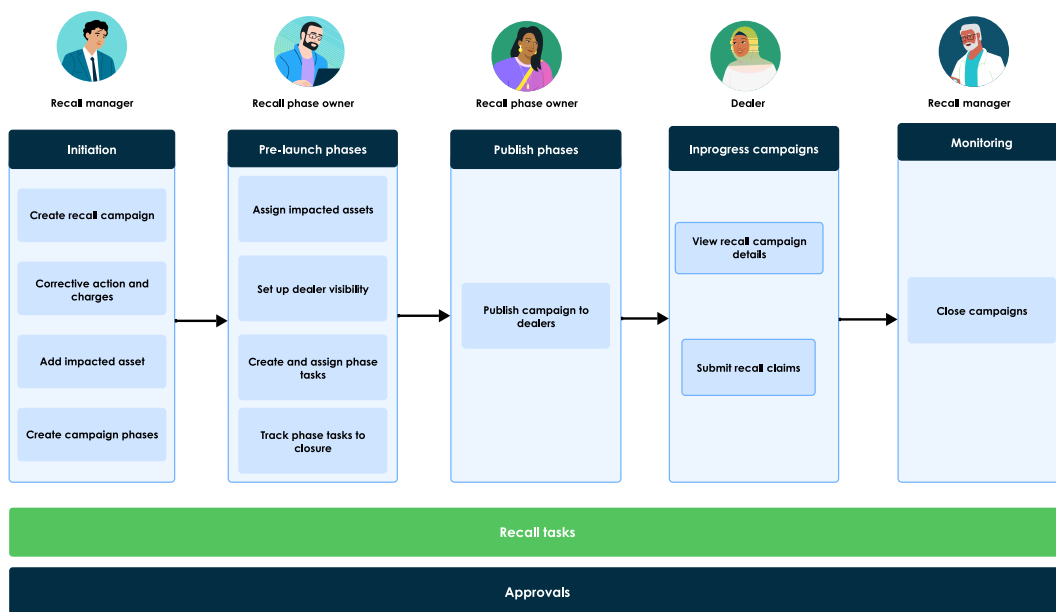 Recall manager
Recall phase owner
Recall phase owner
Dealer
Recall manager
Initiation
Create recall campaign
Corrective action and
charges
Add impacted asset
Create campaign phases
Pre-launch phases
Assign impacted assets
Set up dealer visibility
Create and assign phase
tasks
Track phase tasks to
closure
Publish phases
Publish campaign to
dealers
Inprogress campaigns
View recall campaign
details
Submit recall claims
Monitoring
Close campaigns
Recall tasks
Approvals